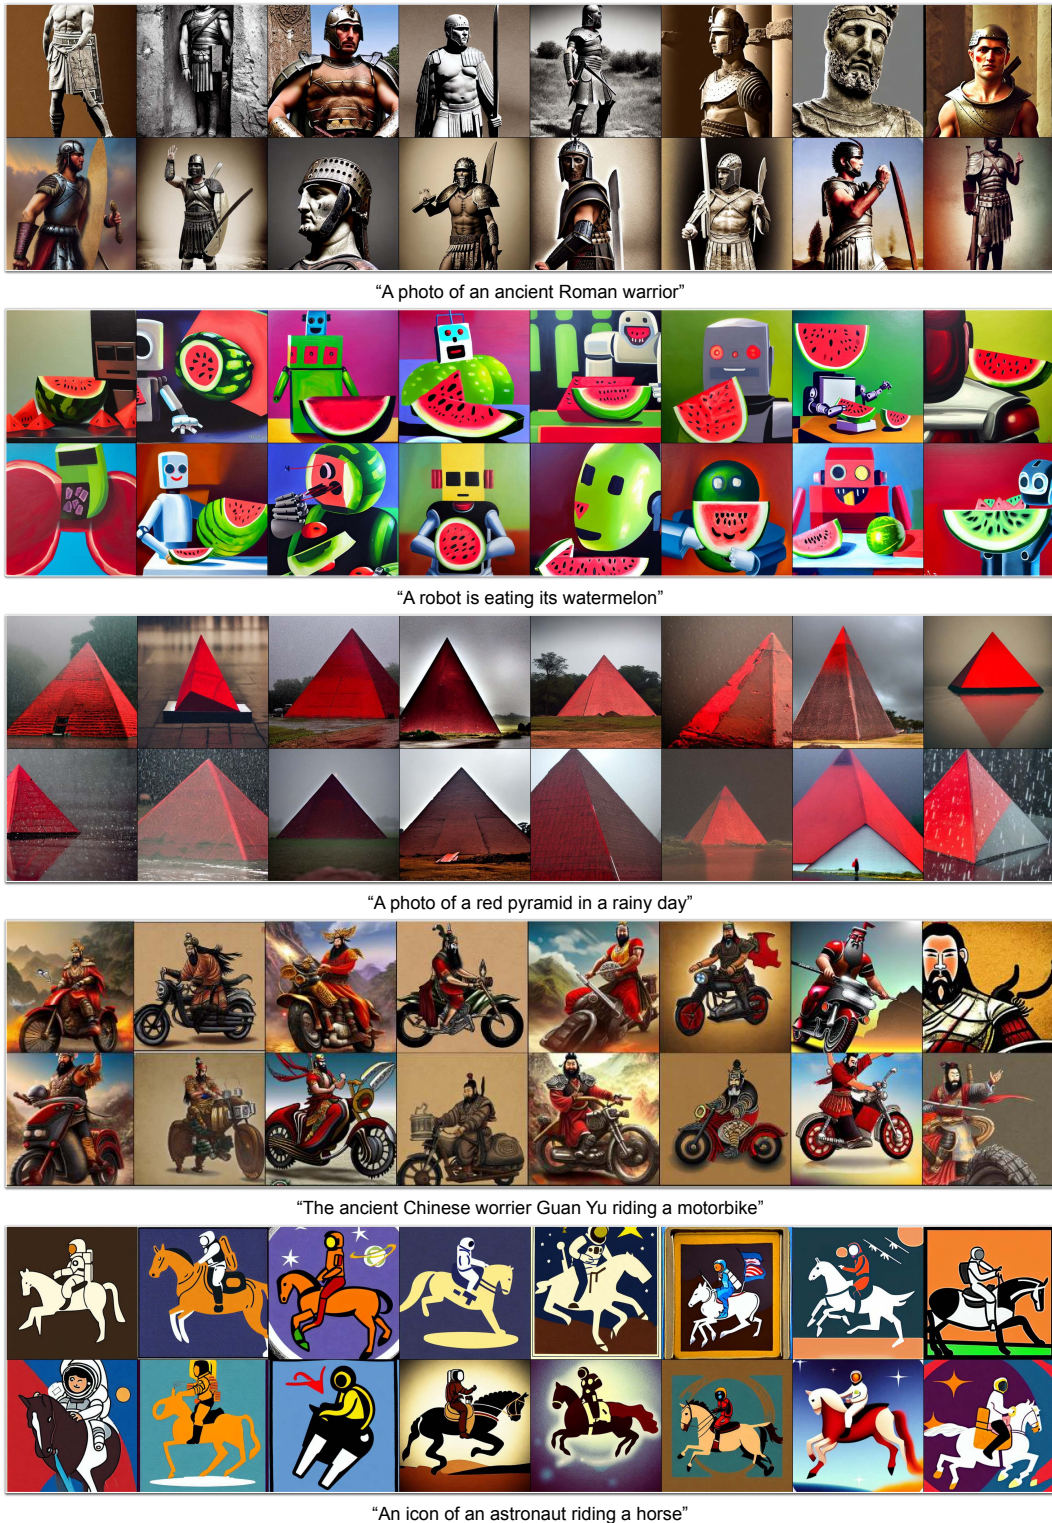 “A photo of an ancient Roman warrior”
“A robot is eating its watermelon”
“A photo of a red pyramid in a rainy day”
“The ancient Chinese worrier Guan Yu riding a motorbike”
“An icon of an astronaut riding a horse”